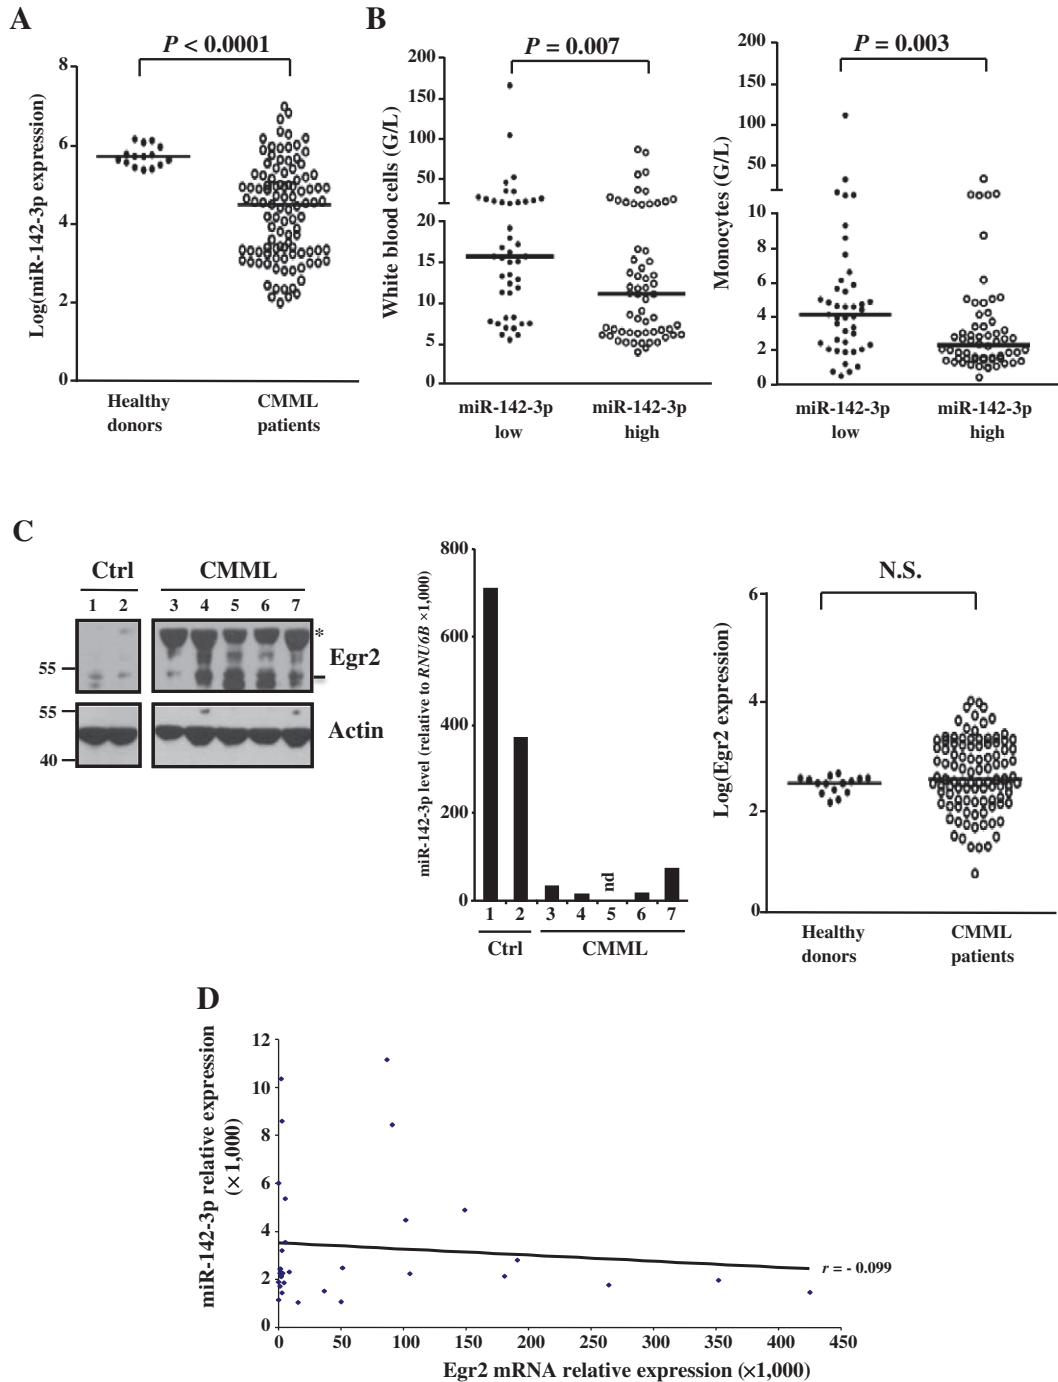 A
P < 0.0001
Log(miR-142-3p expression)
8
6
4
2
0
Healthy
donors
CMML
patients
B
P = 0.007
White blood cells (G/L)
200
150
100
50
20
15
10
5
0
miR-142-3p
low
miR-142-3p
high
P = 0.003
Monocytes (G/L)
200
150
100
50
10
8
6
4
2
0
miR-142-3p
low
miR-142-3p
high
C
Ctrl
CMML
1 2 3 4 5 6 7
*
Egr2
55
55
Actin
40
miR-142-3p level (relative to RNU6B ×1,000)
800
600
400
200
0
nd
1 2 3 4 5 6 7
Ctrl
CMML
N.S.
Log(Egr2 expression)
6
4
2
0
Healthy
donors
CMML
patients
D
miR-142-3p relative expression
(×1,000)
12
10
8
6
4
2
0
r = - 0.099
0 50 100 150 200 250 300 350 400 450
Egr2 mRNA relative expression (×1,000)